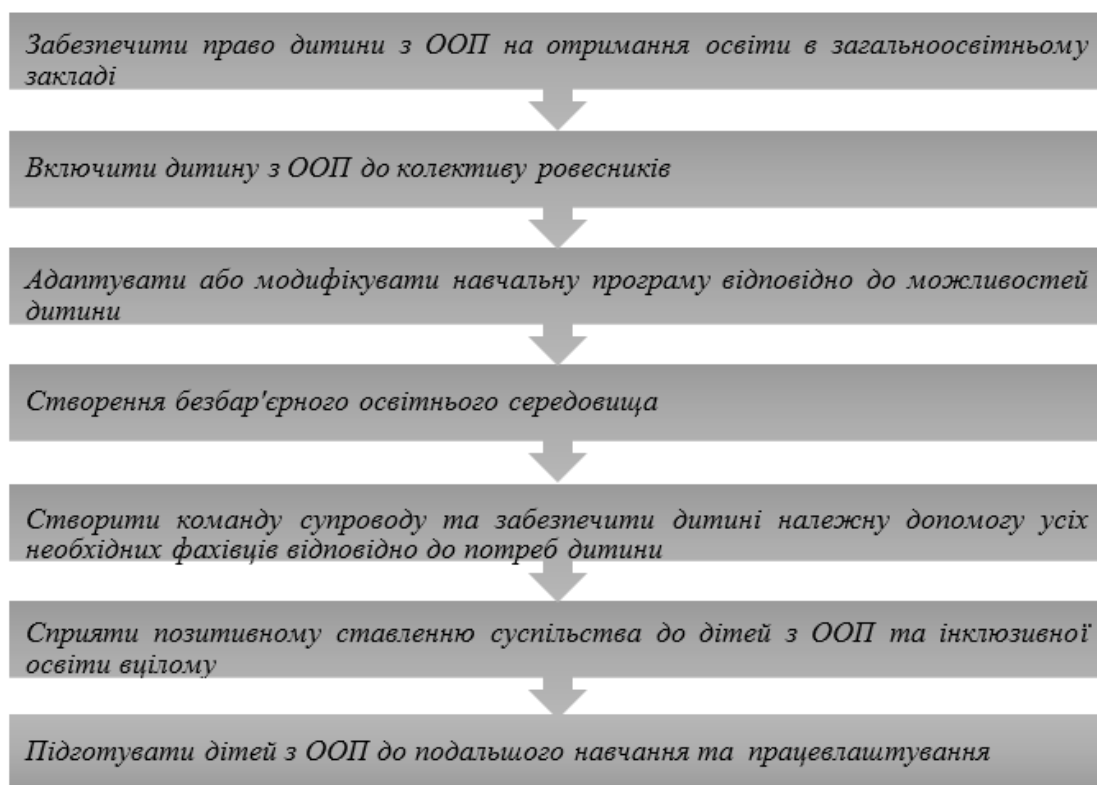 Забезпечити право дитини з ООП на отримання освіти в загальноосвітньому
закладі
Включити дитину з ООП до колективу ровесників
Адаптувати або модифікувати навчальну програму відповідно до можливостей
дитини
Створення безбар'єрного освітнього середовища
Створити команду супроводу та забезпечити дитині належну допомогу усіх
необхідних фахівців відповідно до потреб дитини
Сприяти позитивному ставленню суспільства до дітей з ООП та інклюзивної
освіти вцілому
Підготувати дітей з ООП до подальшого навчання та працевлаштування